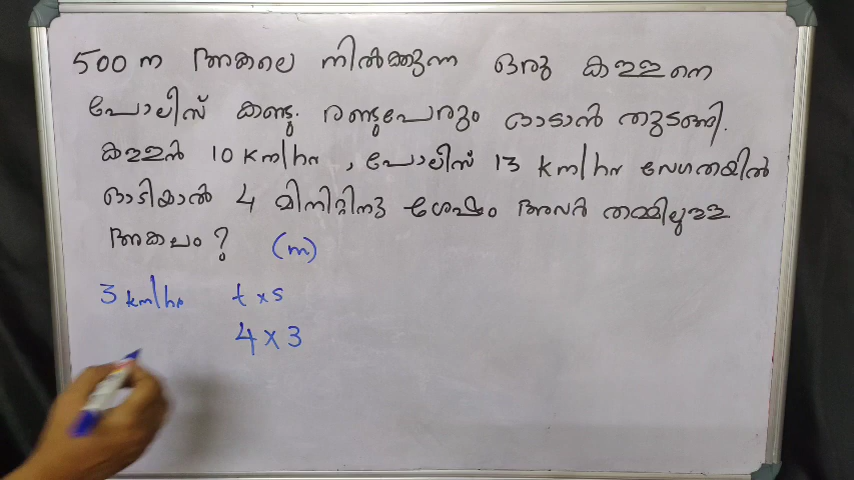 500 m അകലെ നിൽക്കുന്ന ഒരു കള്ളനെ
പോലീസ് കണ്ടു. രണ്ടുപേരും ഓടാൻ തുടങ്ങി.
കള്ളൻ 10 Km/hr , പോലീസ് 13 km/hr വേഗതയിൽ
ഓടിയാൽ 4 മിനിറ്റിനു ശേഷം അവർ തമ്മിലുള്ള
അകലം ? (m)
3 km/hr t x s
4 x 3